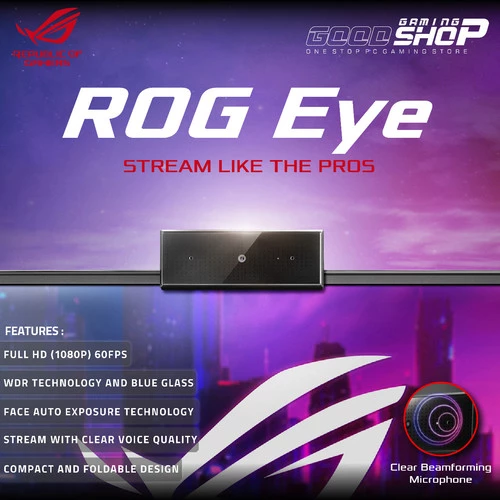 REPUBLIC OF
GAMERS
GAMING
GOOD SHOP
ONE STOP PC GAMING STORE
ROG Eye
STREAM LIKE THE PROS
FEATURES :
FULL HD (1080P) 60FPS
WDR TECHNOLOGY AND BLUE GLASS
FACE AUTO EXPOSURE TECHNOLOGY
STREAM WITH CLEAR VOICE QUALITY
COMPACT AND FOLDABLE DESIGN
Clear Beamforming
Microphone